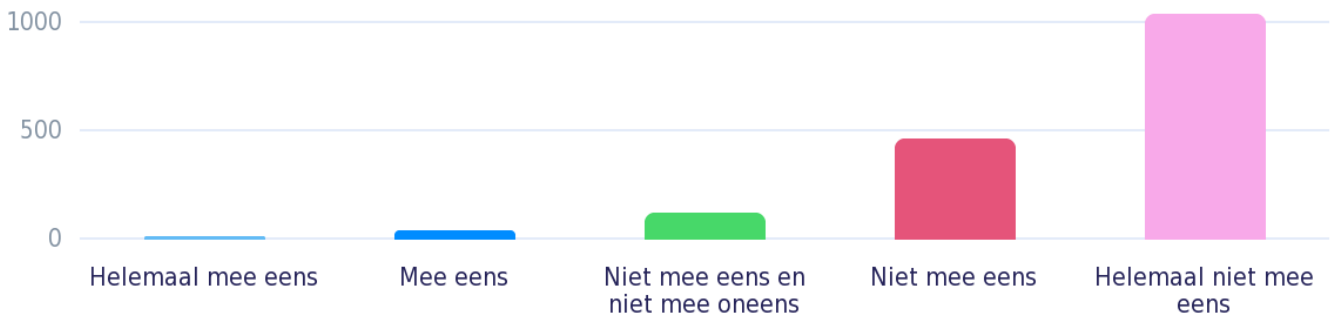 1000
500
0
Helemaal mee eens
Mee eens
Niet mee eens en
niet mee oneens
Niet mee eens
Helemaal niet mee
eens